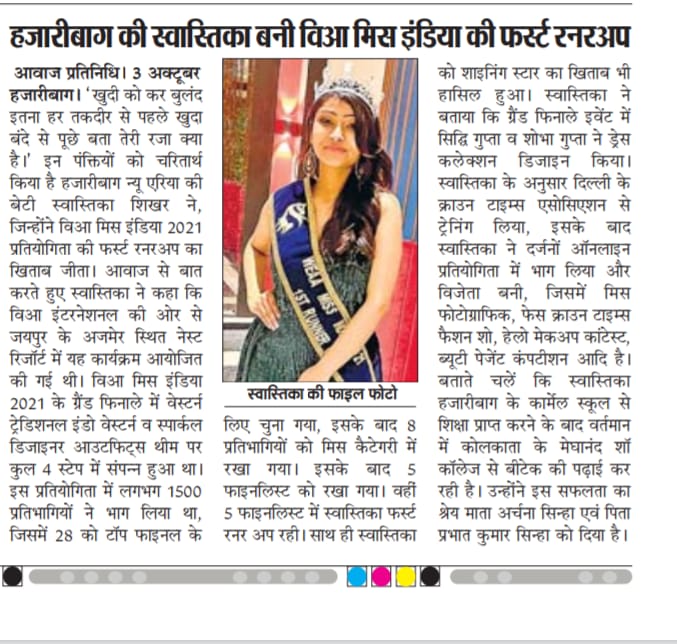 हजारीबाग की स्वास्तिका बनी विआ मिस इंडिया की फर्स्ट रनरअप
आवाज प्रतिनिधि। 3 अक्टूबर
हजारीबाग। ‘खुदी को कर बुलंद
इतना हर तकदीर से पहले खुदा
बंदे से पूछे बता तेरी रजा क्या
है।' इन पंक्तियों को चरितार्थ
किया है हजारीबाग न्यू एरिया की
बेटी स्वास्तिका शिखर ने,
जिन्होंने विआ मिस इंडिया 2021
प्रतियोगिता की फर्स्ट रनरअप का
खिताब जीता। आवाज से बात
करते हुए स्वास्तिका ने कहा कि
विआ इंटरनेशनल की ओर से
जयपुर के अजमेर स्थित नेस्ट
रिजॉर्ट में यह कार्यक्रम आयोजित
की गई थी। विआ मिस इंडिया
2021 के ग्रैंड फिनाले में वेस्टर्न
ट्रेडिशनल इंडो वेस्टर्न व स्पार्कल
डिजाइनर आउटफिट्स थीम पर
कुल 4 स्टेप में संपन्न हुआ था।
इस प्रतियोगिता में लगभग 1500
प्रतिभागियों ने भाग लिया था,
जिसमें 28 को टॉप फाइनल के
WEAA MISS
1ST RUNNER
स्वास्तिका की फाइल फोटो
लिए चुना गया, इसके बाद 8
प्रतिभागियों को मिस कैटेगरी में
रखा गया। इसके बाद 5
फाइनलिस्ट को रखा गया। वहीं
5 फाइनलिस्ट में स्वास्तिका फर्स्ट
रनर अप रही। साथ ही स्वास्तिका
को शाइनिंग स्टार का खिताब भी
हासिल हुआ। स्वास्तिका ने
बताया कि ग्रैंड फिनाले इवेंट में
सिद्धि गुप्ता व शोभा गुप्ता ने ड्रेस
कलेक्शन डिजाइन किया।
स्वास्तिका के अनुसार दिल्ली के
क्राउन टाइम्स एसोसिएशन से
ट्रेनिंग लिया, इसके बाद
स्वास्तिका ने दर्जनों ऑनलाइन
प्रतियोगिता में भाग लिया और
विजेता बनी, जिसमें मिस
फोटोग्राफिक, फेस क्राउन टाइम्स
फैशन शो, हेलो मेकअप कांटेस्ट,
ब्यूटी पेजेंट कंपटीशन आदि है।
बताते चलें कि स्वास्तिका
हजारीबाग के कार्मेल स्कूल से
शिक्षा प्राप्त करने के बाद वर्तमान
में कोलकाता के मेघानंद शॉ
कॉलेज से बीटेक की पढ़ाई कर
रही है। उन्होंने इस सफलता का
श्रेय माता अर्चना सिन्हा एवं पिता
प्रभात कुमार सिन्हा को दिया है।